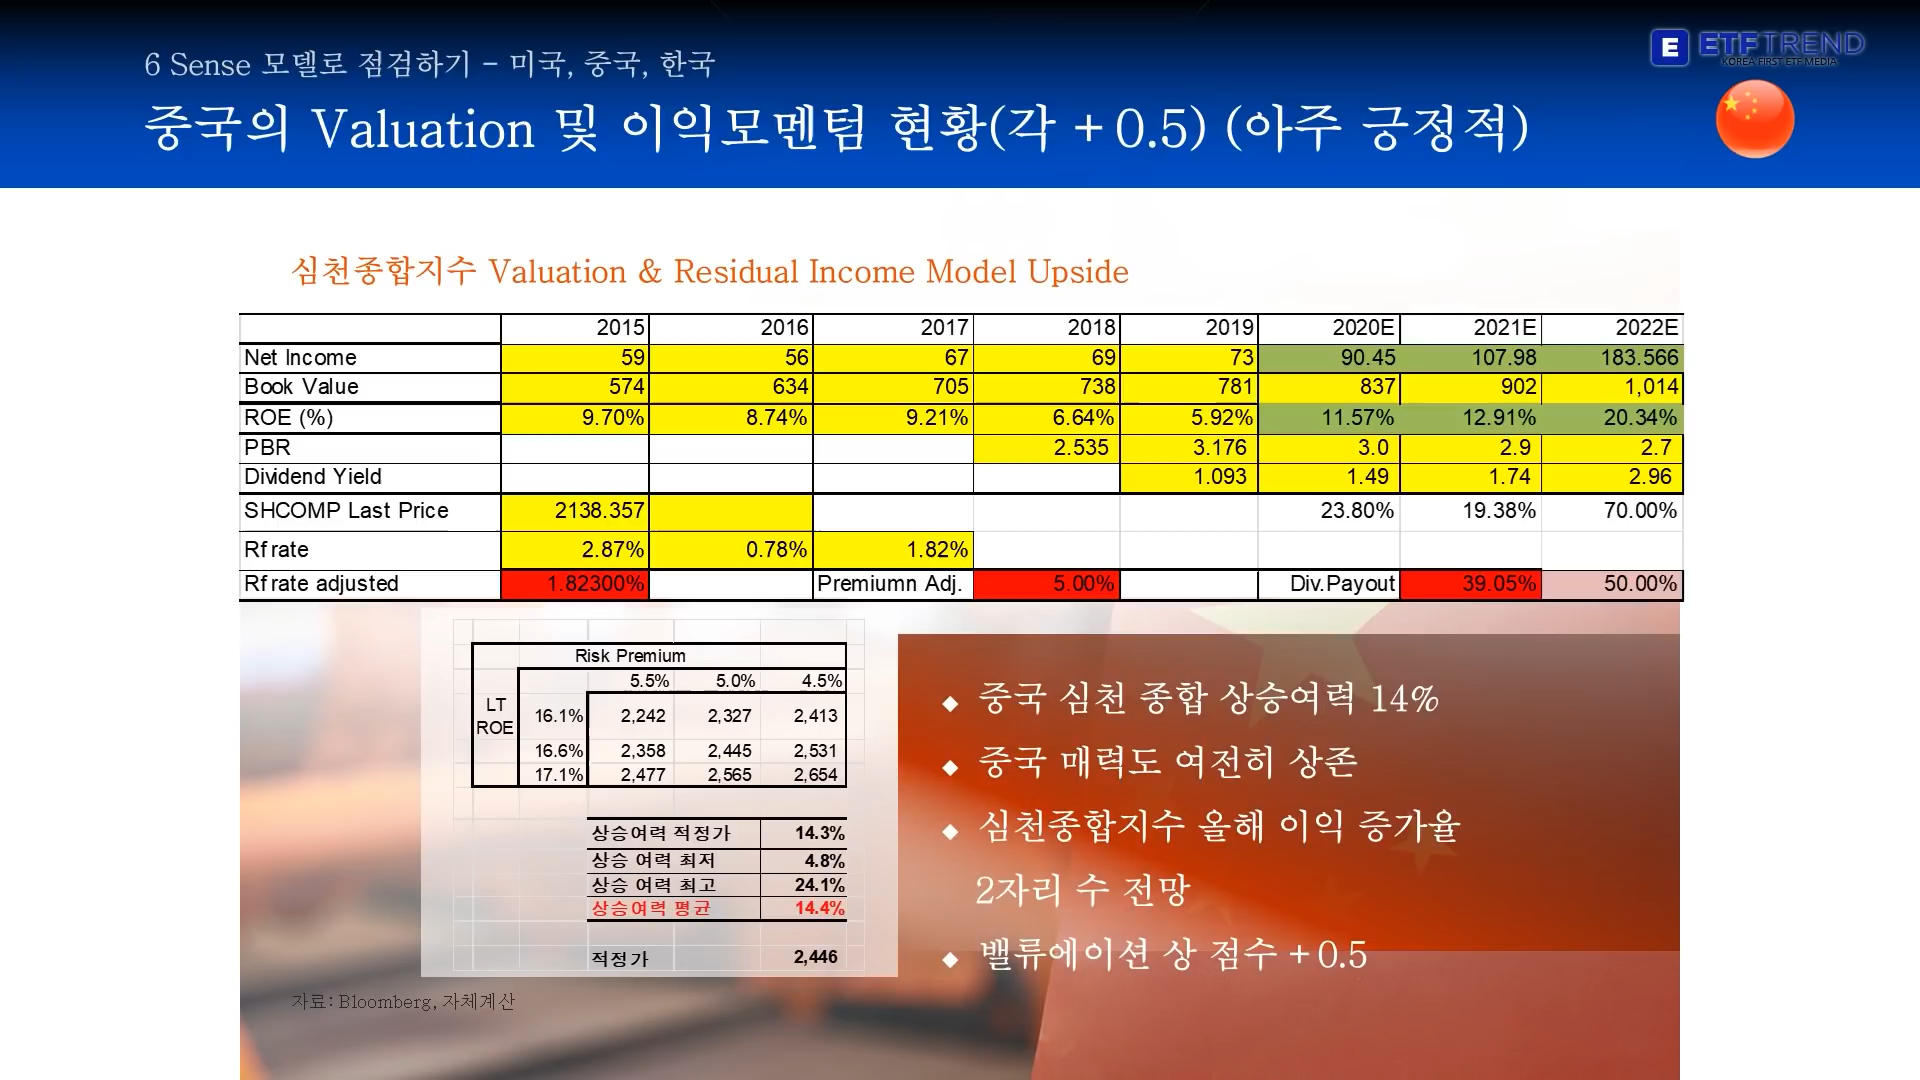 6 Sense 모델로 점검하기 - 미국, 중국, 한국
E ETFTREND
KOREA FIRST ETF MEDIA
중국의 Valuation 및 이익모멘텀 현황(각 +0.5) (아주 긍정적)
심천종합지수 Valuation & Residual Income Model Upside
2015 2016 2017 2018 2019 2020E 2021E 2022E
Net Income 59 56 67 69 73 90.45 107.98 183.566
Book Value 574 634 705 738 781 837 902 1,014
ROE (%) 9.70% 8.74% 9.21% 6.64% 5.92% 11.57% 12.91% 20.34%
PBR 2.535 3.176 3.0 2.9 2.7
Dividend Yield 1.093 1.49 1.74 2.96
SHCOMP Last Price 2138.357 23.80% 19.38% 70.00%
Rf rate 2.87% 0.78% 1.82%
Rf rate adjusted 1.82300% Premiumn Adj. 5.00% Div.Payout 39.05% 50.00%
Risk Premium
5.5% 5.0% 4.5%
LT ROE
16.1% 2,242 2,327 2,413
16.6% 2,358 2,445 2,531
17.1% 2,477 2,565 2,654
상승여력 적정가 14.3%
상승 여력 최저 4.8%
상승 여력 최고 24.1%
상승여력 평균 14.4%
적정가 2,446
◆ 중국 심천 종합 상승여력 14%
◆ 중국 매력도 여전히 상존
◆ 심천종합지수 올해 이익 증가율
2자리 수 전망
◆ 밸류에이션 상 점수 +0.5
자료: Bloomberg, 자체계산